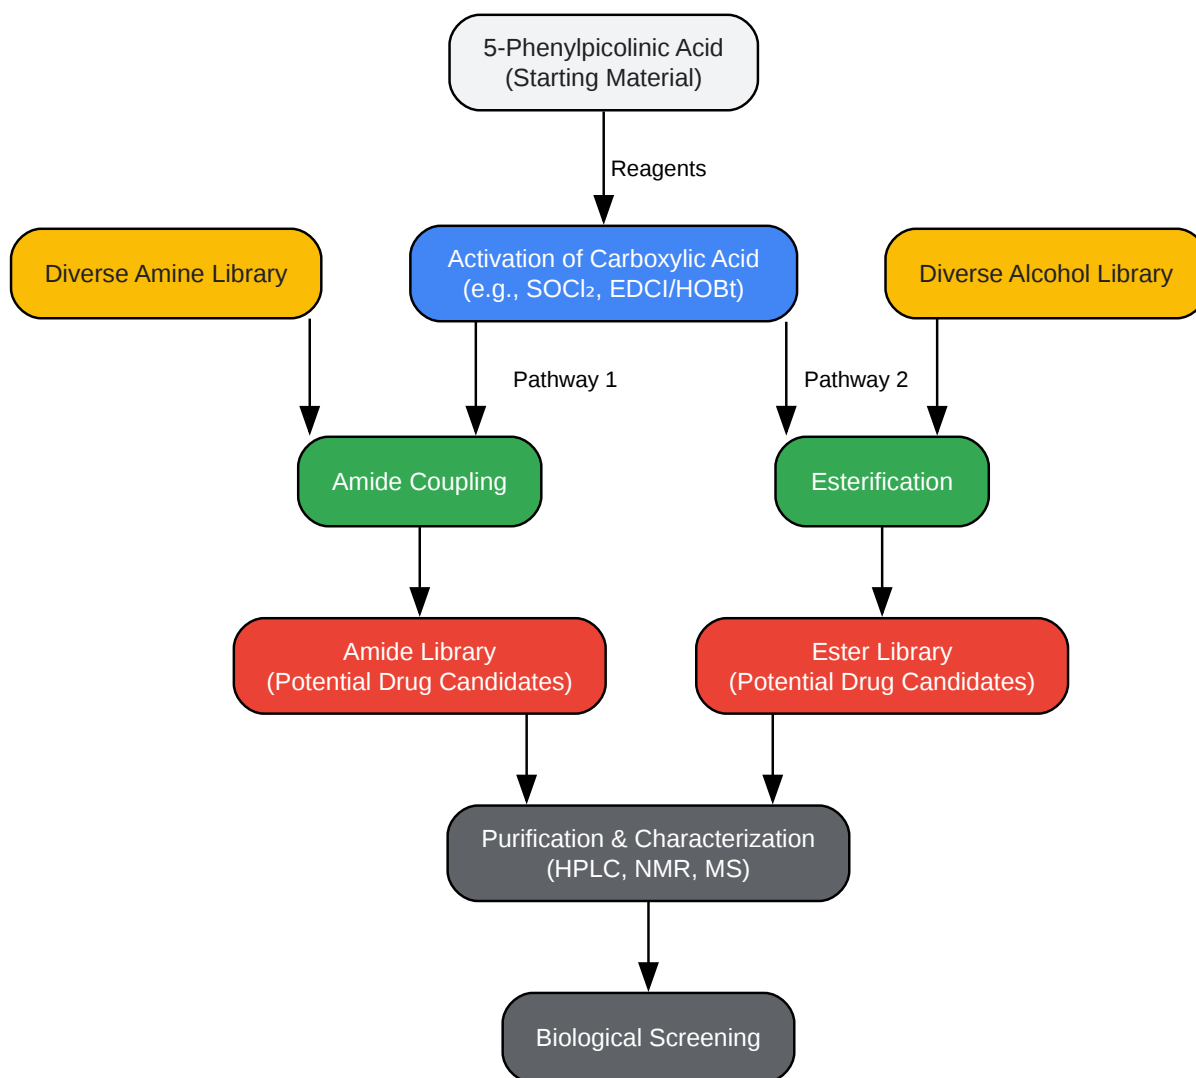 5-Phenylpicolinic Acid
(Starting Material)
Reagents
Diverse Amine Library
Activation of Carboxylic Acid
(e.g., SOCl₂, EDCI/HOBt)
Diverse Alcohol Library
Pathway 1
Pathway 2
Amide Coupling
Esterification
Amide Library
(Potential Drug Candidates)
Ester Library
(Potential Drug Candidates)
Purification & Characterization
(HPLC, NMR, MS)
Biological Screening